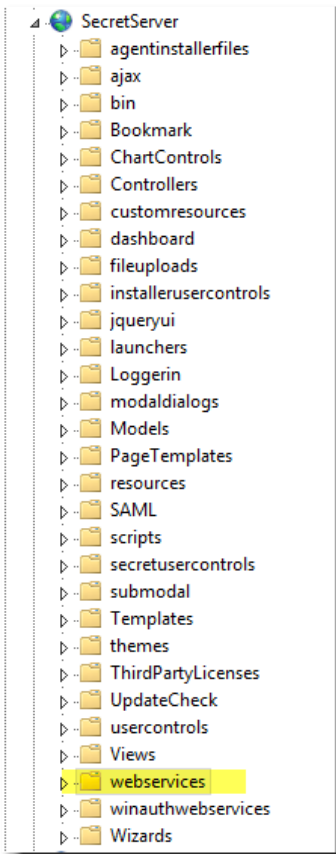 SecretServer
agentinstallerfiles
ajax
bin
Bookmark
ChartControls
Controllers
customresources
dashboard
fileuploads
installerusercontrols
jqueryui
launchers
Loggerin
modaldialogs
Models
PageTemplates
resources
SAML
scripts
secretusercontrols
submodal
Templates
themes
ThirdPartyLicenses
UpdateCheck
usercontrols
Views
webservices
winauthwebservices
Wizards